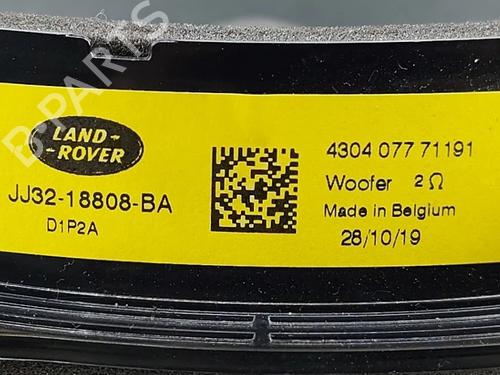 B-PARTS
LAND-
-ROVER
JJ32-18808-BA
D1P2A
4304 077 71191
Woofer 2Ω
Made in Belgium
28/10/19